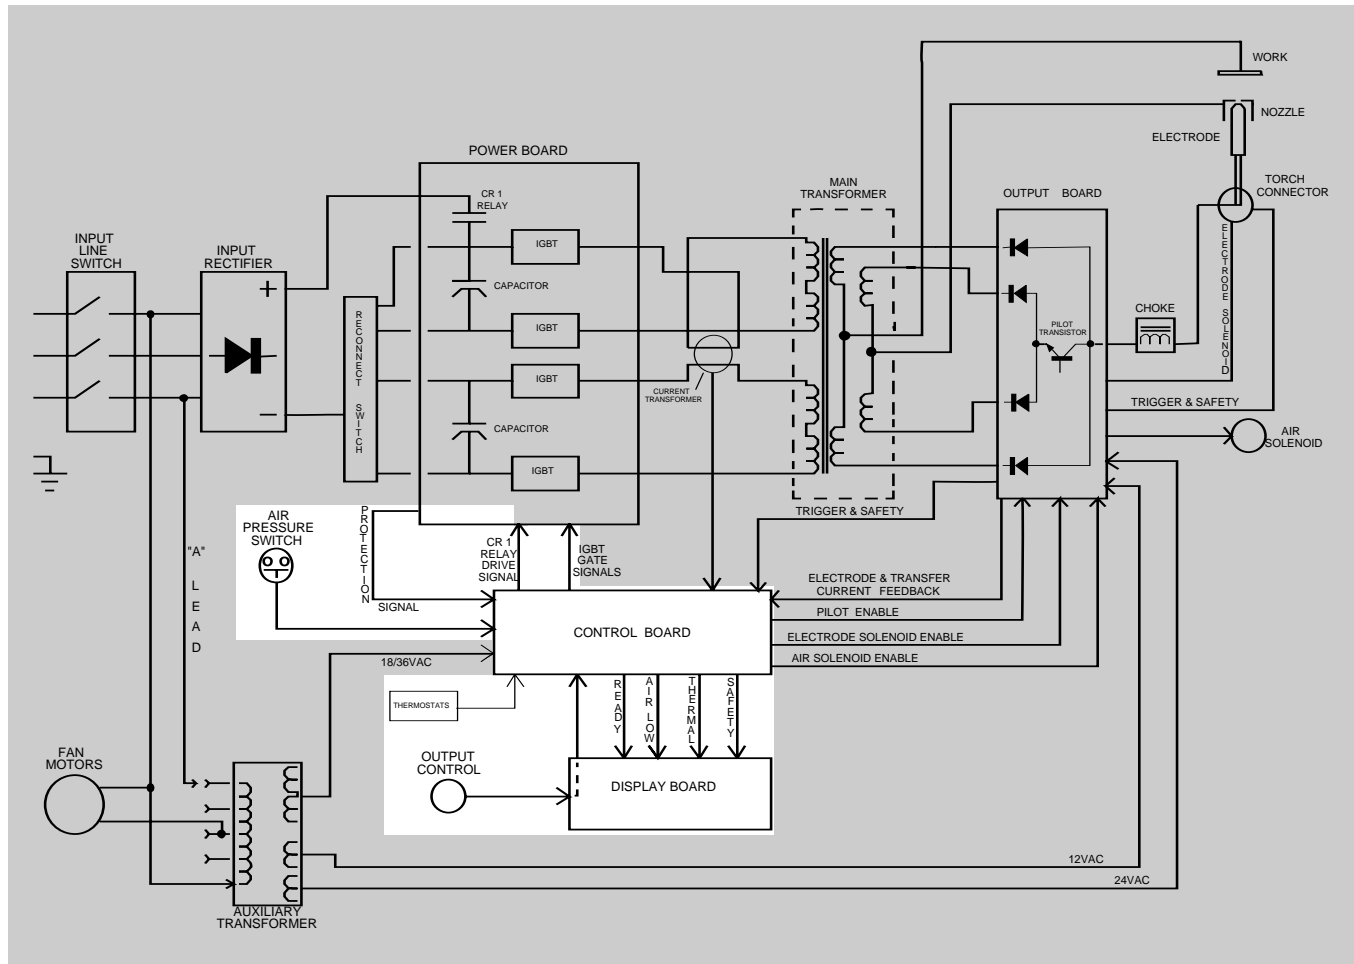 WORK
NOZZLE
ELECTRODE
POWER BOARD
TORCH
CONNECTOR
MAIN
TRANSFORMER
OUTPUT BOARD
CR 1
RELAY
INPUT
LINE
SWITCH
INPUT
RECTIFIER
+
IGBT
ELECTRODE SOLENOID
CAPACITOR
CHOKE
RECONNECT SWITCH
IGBT
PILOT
TRANSISTOR
IGBT
CURRENT
TRANSFORMER
TRIGGER & SAFETY
CAPACITOR
AIR
SOLENOID
IGBT
AIR
PRESSURE
SWITCH
PROTECTION
SIGNAL
TRIGGER & SAFETY
CR 1
RELAY
DRIVE
SIGNAL
IGBT
GATE
SIGNALS
"A" LEAD
ELECTRODE & TRANSFER
CURRENT FEEDBACK
PILOT ENABLE
CONTROL BOARD
ELECTRODE SOLENOID ENABLE
AIR SOLENOID ENABLE
18/36VAC
THERMOSTATS
READY
AIR LOW
THERMAL
SAFETY
FAN
MOTORS
OUTPUT
CONTROL
DISPLAY BOARD
12VAC
24VAC
AUXILIARY
TRANSFORMER